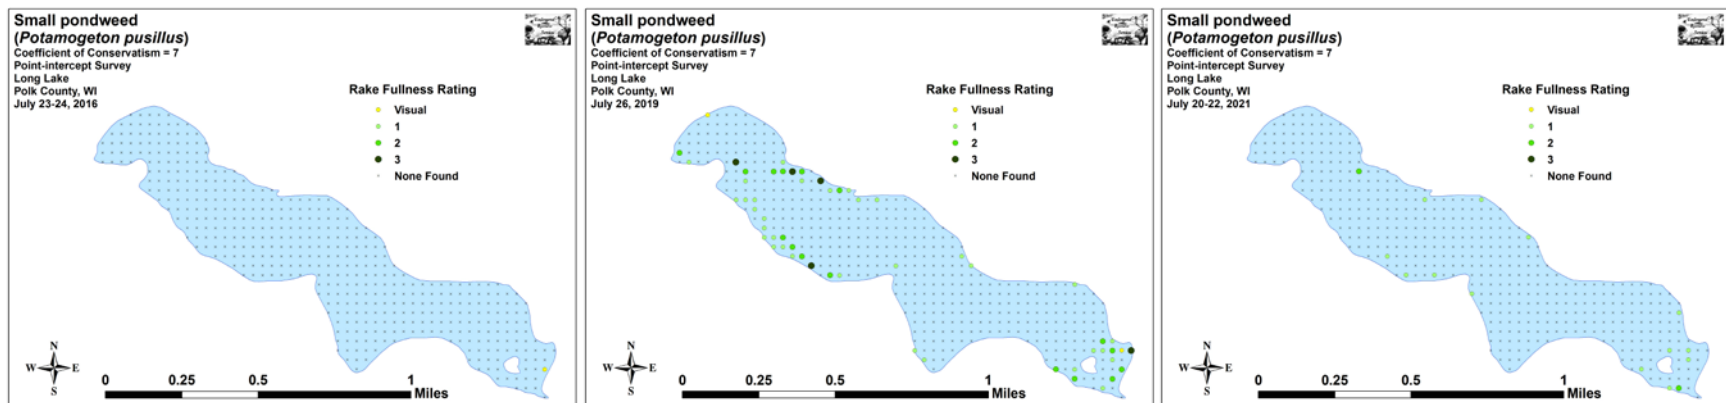 Small pondweed
(Potamogeton pusillus)
Coefficient of Conservatism = 7
Point-intercept Survey
Long Lake
Polk County, WI
July 23-24, 2016
Rake Fullness Rating
Visual
1
2
3
None Found
N
W E
S
0 0.25 0.5 1
Miles
Small pondweed
(Potamogeton pusillus)
Coefficient of Conservatism = 7
Point-intercept Survey
Long Lake
Polk County, WI
July 26, 2019
Rake Fullness Rating
Visual
1
2
3
None Found
N
W E
S
0 0.25 0.5 1
Miles
Small pondweed
(Potamogeton pusillus)
Coefficient of Conservatism = 7
Point-intercept Survey
Long Lake
Polk County, WI
July 20-22, 2021
Rake Fullness Rating
Visual
1
2
3
None Found
N
W E
S
0 0.25 0.5 1
Miles